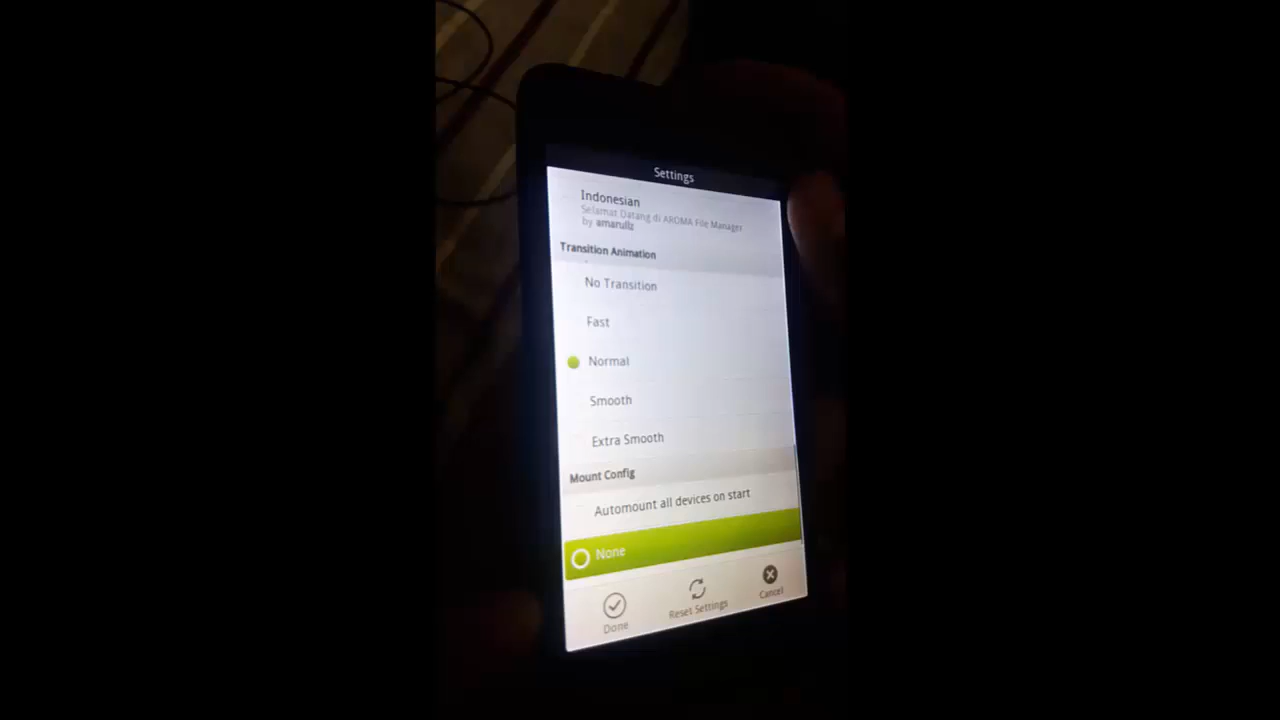 Settings
Indonesian
Selamat Datang di AROMA File Manager
by amarullz
Transition Animation
No Transition
Fast
Normal
Smooth
Extra Smooth
Mount Config
Automount all devices on start
None
Done
Reset Settings
Cancel